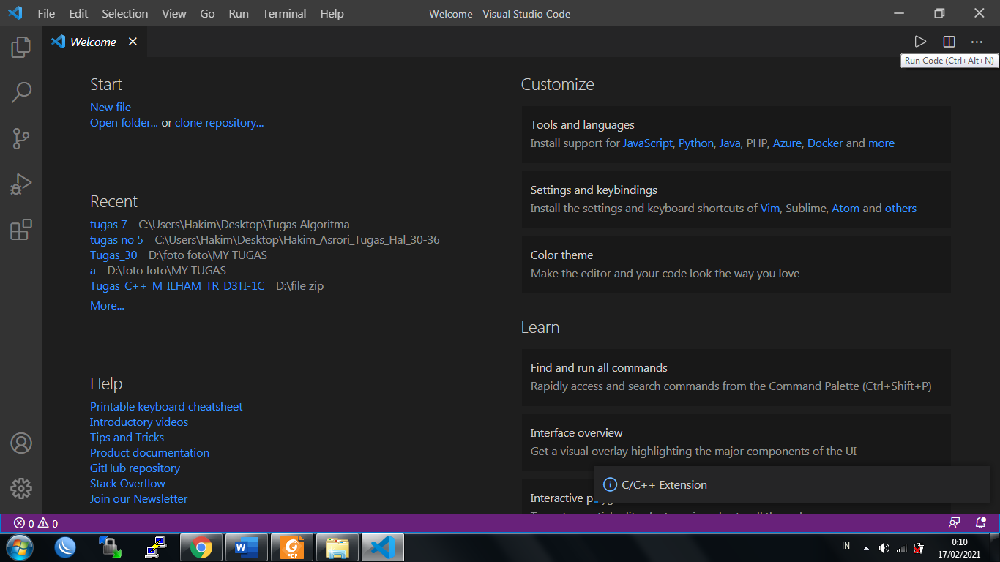 File Edit Selection View Go Run Terminal Help
Welcome - Visual Studio Code
Welcome
Run Code (Ctrl+Alt+N)
Start
New file
Open folder... or clone repository...
Recent
tugas 7 C:\Users\Hakim\Desktop\Tugas Algoritma
tugas no 5 C:\Users\Hakim\Desktop\Hakim_Asrori_Tugas_Hal_30-36
Tugas_30 D:\foto foto\MY TUGAS
a D:\foto foto\MY TUGAS
Tugas_C++_M_ILHAM_TR_D3TI-1C D:\file zip
More...
Help
Printable keyboard cheatsheet
Introductory videos
Tips and Tricks
Product documentation
GitHub repository
Stack Overflow
Join our Newsletter
Customize
Tools and languages
Install support for JavaScript, Python, Java, PHP, Azure, Docker and more
Settings and keybindings
Install the settings and keyboard shortcuts of Vim, Sublime, Atom and others
Color theme
Make the editor and your code look the way you love
Learn
Find and run all commands
Rapidly access and search commands from the Command Palette (Ctrl+Shift+P)
Interface overview
Get a visual overlay highlighting the major components of the UI
Interactive
C/C++ Extension
0 0
W PDF
IN
0:10
17/02/2021